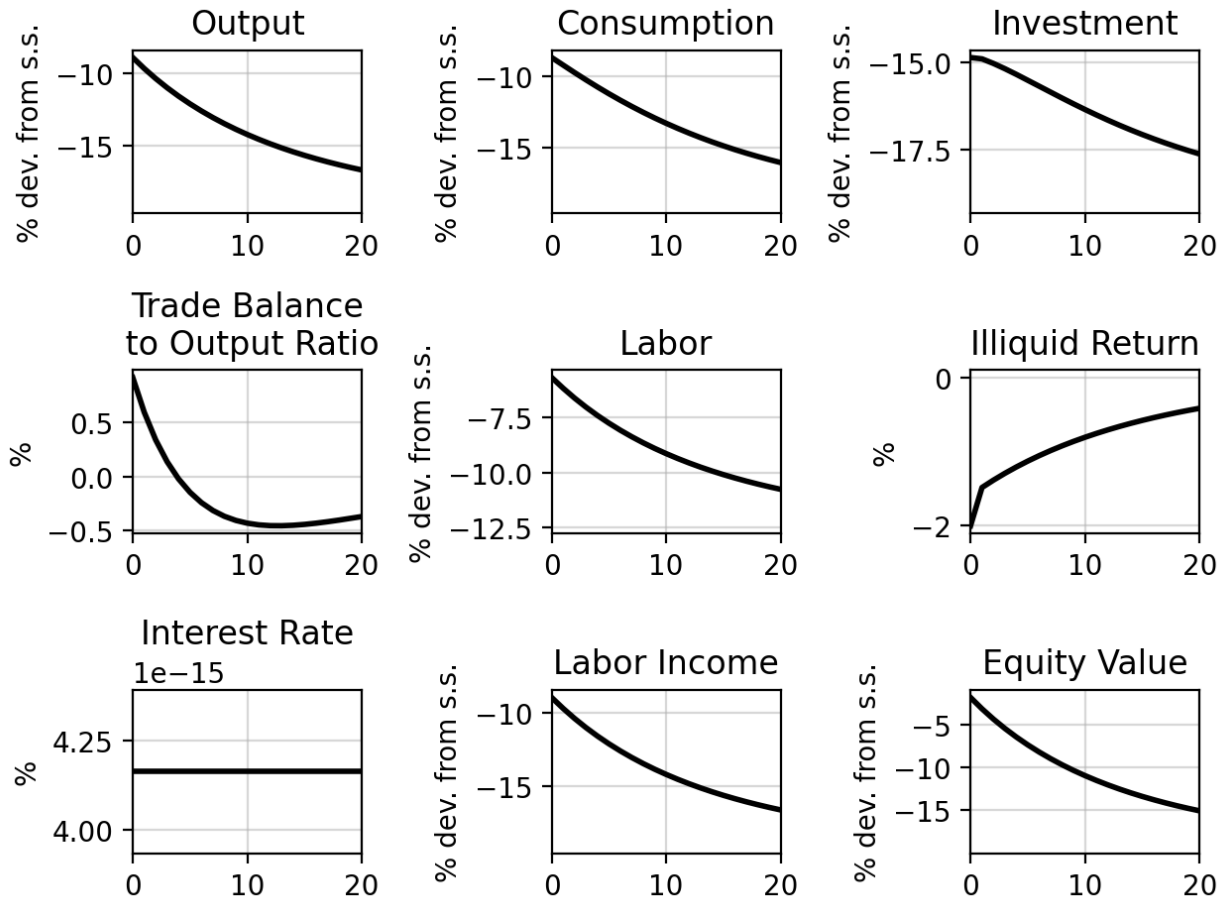 Output
% dev. from s.s.
−10
−15
0 10 20
Consumption
% dev. from s.s.
−10
−15
0 10 20
Investment
% dev. from s.s.
−15.0
−17.5
0 10 20
Trade Balance
to Output Ratio
%
0.5
0.0
−0.5
0 10 20
Labor
% dev. from s.s.
−7.5
−10.0
−12.5
0 10 20
Illiquid Return
%
0
−2
0 10 20
Interest Rate
1e−15
%
4.25
4.00
0 10 20
Labor Income
% dev. from s.s.
−10
−15
0 10 20
Equity Value
% dev. from s.s.
−5
−10
−15
0 10 20